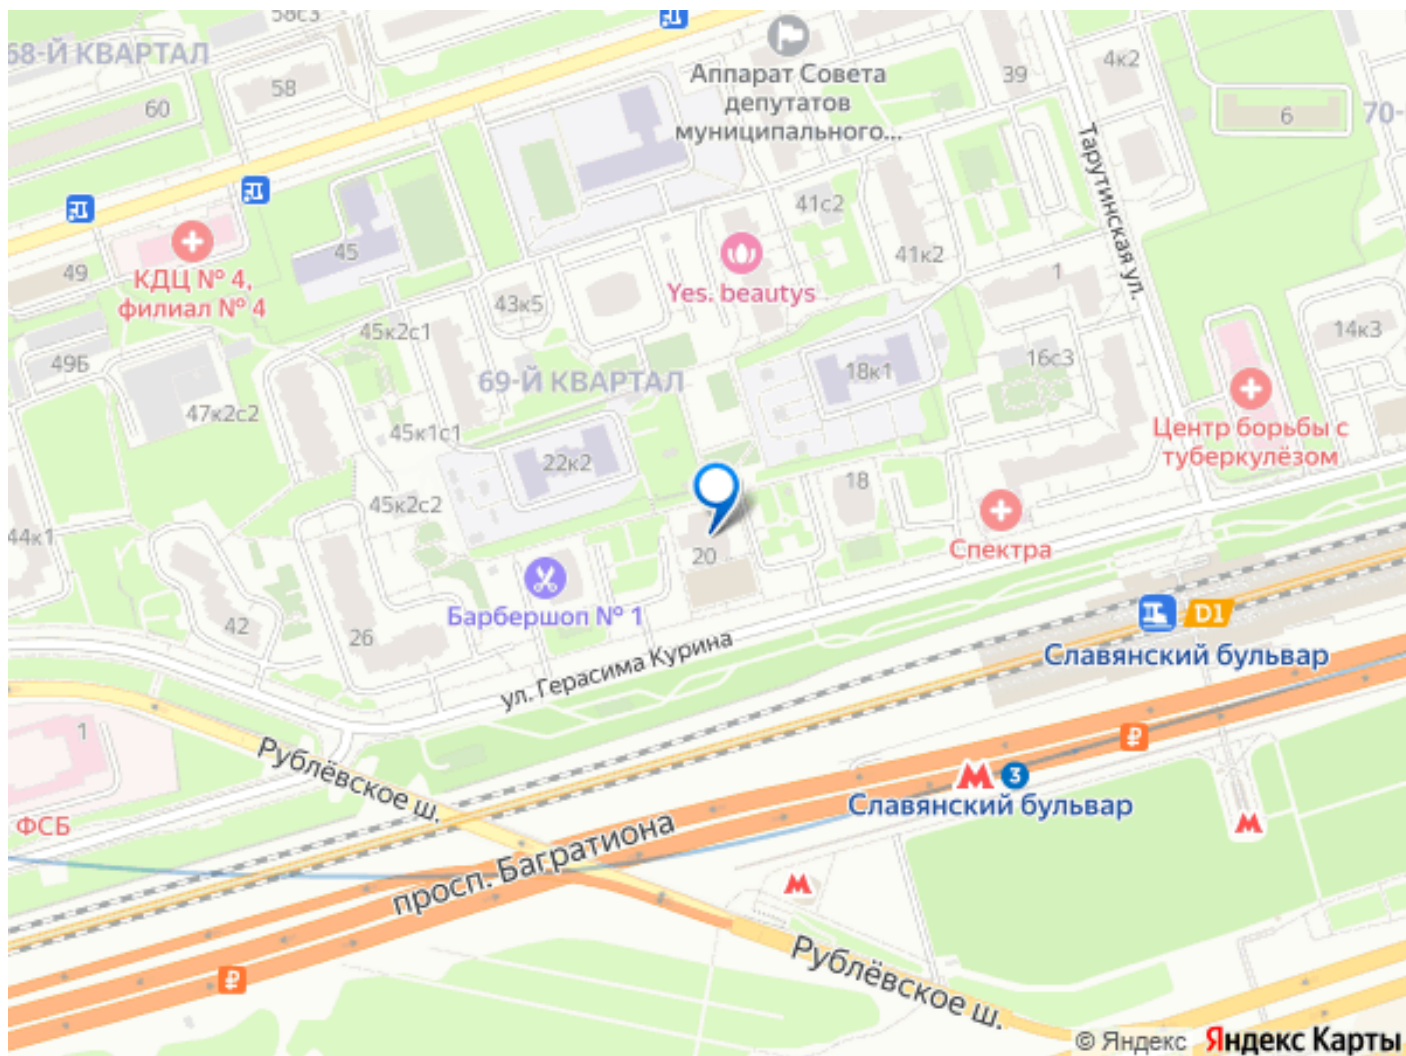 58с3
68-Й КВАРТАЛ
58
60
Аппарат Совета
депутатов
муниципального...
39
4к2
6
70-
Тарутинская ул.
41с2
41к2
1
49
КДЦ № 4,
филиал № 4
45
43к5
Yes. beautys
45к2с1
14к3
49Б
69-Й КВАРТАЛ
18к1
16с3
47к2с2
45к1с1
Центр борьбы с
туберкулёзом
22к2
18
45к2с2
44к1
20
Спектра
Барбершоп № 1
42
26
ул. Герасима Курина
D1
Славянский бульвар
1
Рублёвское ш.
3
Славянский бульвар
ФСБ
просп. Багратиона
Рублёвское ш.
© Яндекс Яндекс Карты